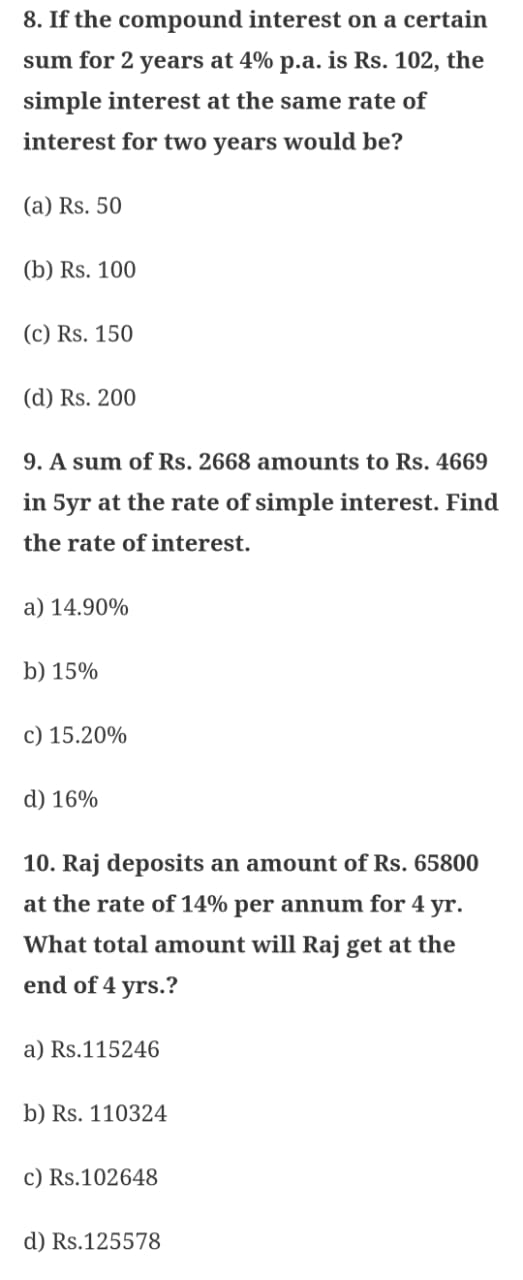 8. If the compound interest on a certain
sum for 2 years at 4% p.a. is Rs. 102, the
simple interest at the same rate of
interest for two years would be?
(a) Rs. 50
(b) Rs. 100
(c) Rs. 150
(d) Rs. 200
9. A sum of Rs. 2668 amounts to Rs. 4669
in 5yr at the rate of simple interest. Find
the rate of interest.
a) 14.90%
b) 15%
c) 15.20%
d) 16%
10. Raj deposits an amount of Rs. 65800
at the rate of 14% per annum for 4 yr.
What total amount will Raj get at the
end of 4 yrs.?
a) Rs.115246
b) Rs. 110324
c) Rs.102648
d) Rs.125578